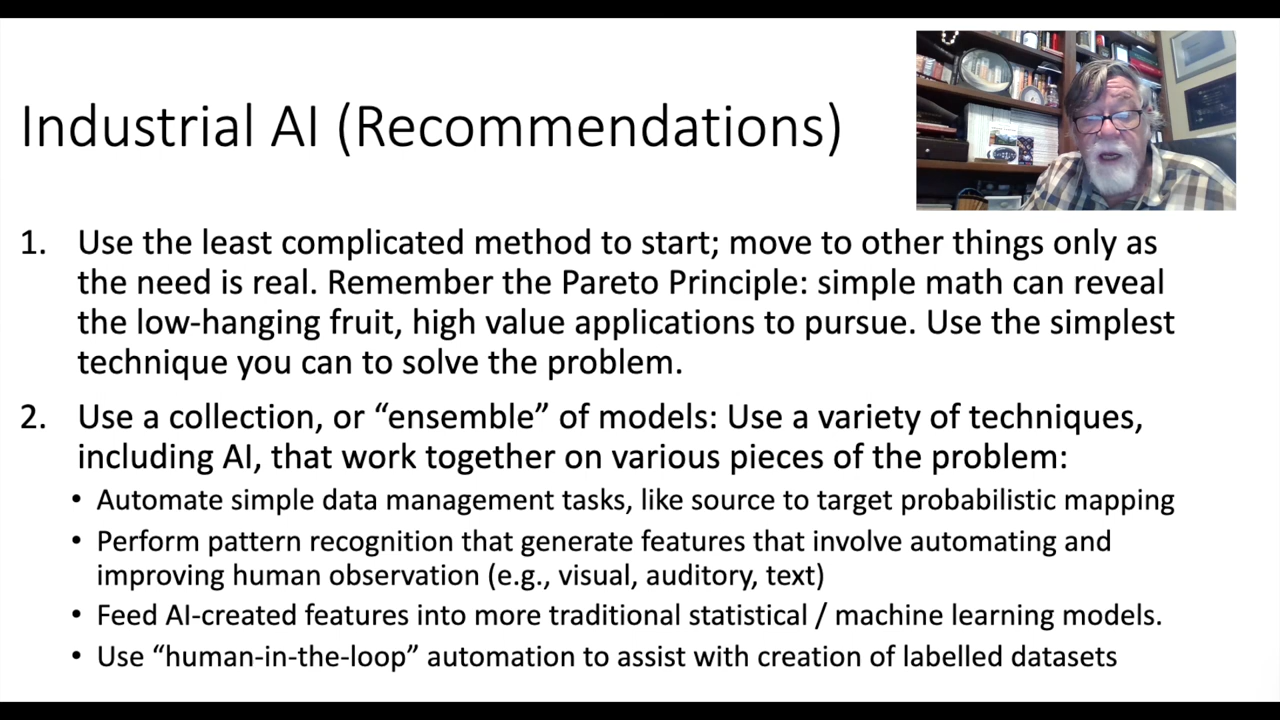 Industrial AI (Recommendations)
1. Use the least complicated method to start; move to other things only as
the need is real. Remember the Pareto Principle: simple math can reveal
the low-hanging fruit, high value applications to pursue. Use the simplest
technique you can to solve the problem.
2. Use a collection, or “ensemble” of models: Use a variety of techniques,
including AI, that work together on various pieces of the problem:
• Automate simple data management tasks, like source to target probabilistic mapping
• Perform pattern recognition that generate features that involve automating and
improving human observation (e.g., visual, auditory, text)
• Feed AI-created features into more traditional statistical / machine learning models.
• Use “human-in-the-loop” automation to assist with creation of labelled datasets